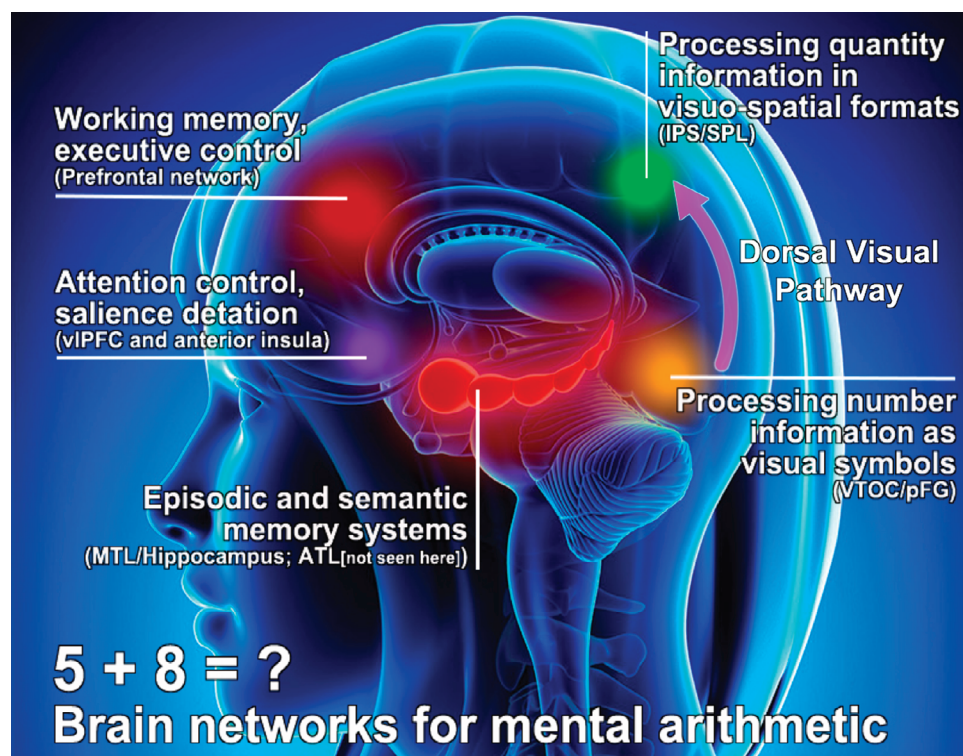 Processing quantity
information in
visuo-spatial formats
(IPS/SPL)
Working memory,
executive control
(Prefrontal network)
Dorsal Visual
Pathway
Attention control,
salience detation
(vlPFC and anterior insula)
Processing number
information as
visual symbols
(VTOC/pFG)
Episodic and semantic
memory systems
(MTL/Hippocampus; ATL[not seen here])
5 + 8 = ?
Brain networks for mental arithmetic